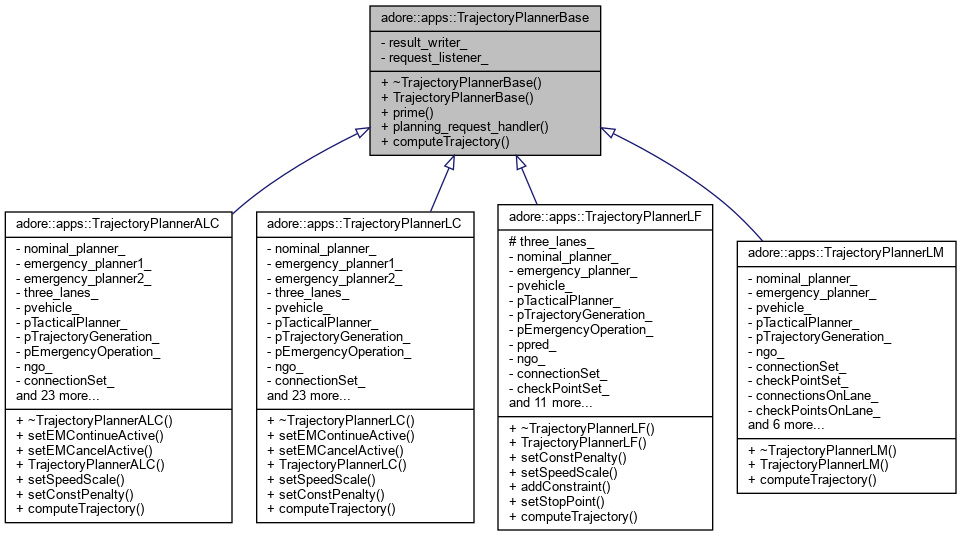 adore::apps::TrajectoryPlannerBase
- result_writer_
- request_listener_
+ ~TrajectoryPlannerBase()
+ TrajectoryPlannerBase()
+ prime()
+ planning_request_handler()
+ computeTrajectory()
adore::apps::TrajectoryPlannerALC
- nominal_planner_
- emergency_planner1_
- emergency_planner2_
- three_lanes_
- pvehicle_
- pTacticalPlanner_
- pTrajectoryGeneration_
- pEmergencyOperation_
- ngo_
- connectionSet_
and 23 more...
+ ~TrajectoryPlannerALC()
+ setEMContinueActive()
+ setEMCancelActive()
+ TrajectoryPlannerALC()
+ setSpeedScale()
+ setConstPenalty()
+ computeTrajectory()
adore::apps::TrajectoryPlannerLC
- nominal_planner_
- emergency_planner1_
- emergency_planner2_
- three_lanes_
- pvehicle_
- pTacticalPlanner_
- pTrajectoryGeneration_
- pEmergencyOperation_
- ngo_
- connectionSet_
and 23 more...
+ ~TrajectoryPlannerLC()
+ setEMContinueActive()
+ setEMCancelActive()
+ TrajectoryPlannerLC()
+ setSpeedScale()
+ setConstPenalty()
+ computeTrajectory()
adore::apps::TrajectoryPlannerLF
# three_lanes_
- nominal_planner_
- emergency_planner_
- pvehicle_
- pTacticalPlanner_
- pTrajectoryGeneration_
- pEmergencyOperation_
- ppred_
- ngo_
- connectionSet_
- checkPointSet_
and 11 more...
+ ~TrajectoryPlannerLF()
+ TrajectoryPlannerLF()
+ setConstPenalty()
+ setSpeedScale()
+ addConstraint()
+ setStopPoint()
+ computeTrajectory()
adore::apps::TrajectoryPlannerLM
- nominal_planner_
- emergency_planner_
- pvehicle_
- pTacticalPlanner_
- pTrajectoryGeneration_
- ngo_
- connectionSet_
- checkPointSet_
- connectionsOnLane_
- checkPointsOnLane_
and 6 more...
+ ~TrajectoryPlannerLM()
+ TrajectoryPlannerLM()
+ computeTrajectory()